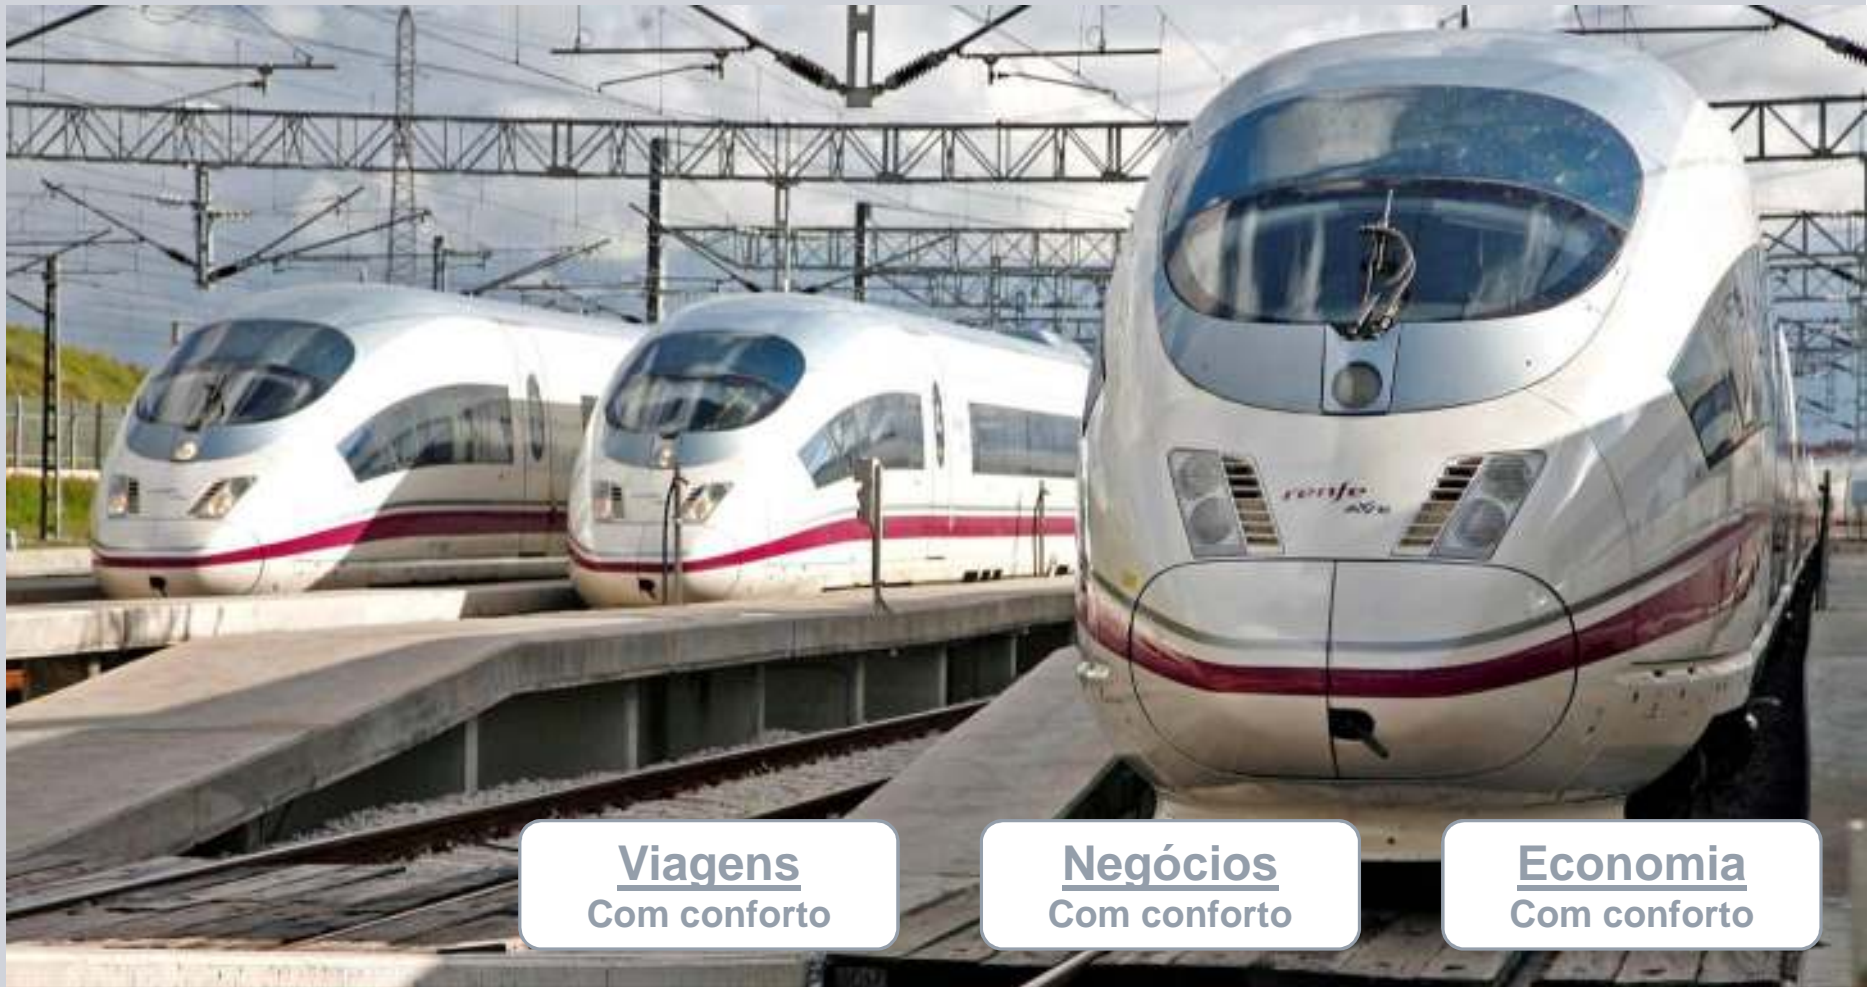 renfe
Viagens
Com conforto
Negócios
Com conforto
Economia
Com conforto